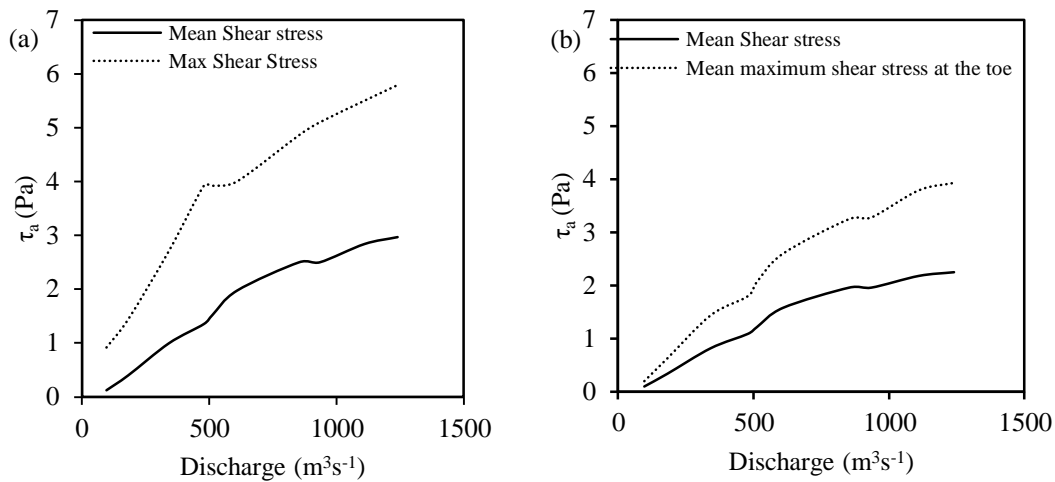 (a)
Mean Shear stress
Max Shear Stress
7
6
5
4
3
2
1
0
τa (Pa)
0 500 1000 1500
Discharge (m³s⁻¹)
(b)
Mean Shear stress
Mean maximum shear stress at the toe
7
6
5
4
3
2
1
0
τa (Pa)
0 500 1000 1500
Discharge (m³s⁻¹)